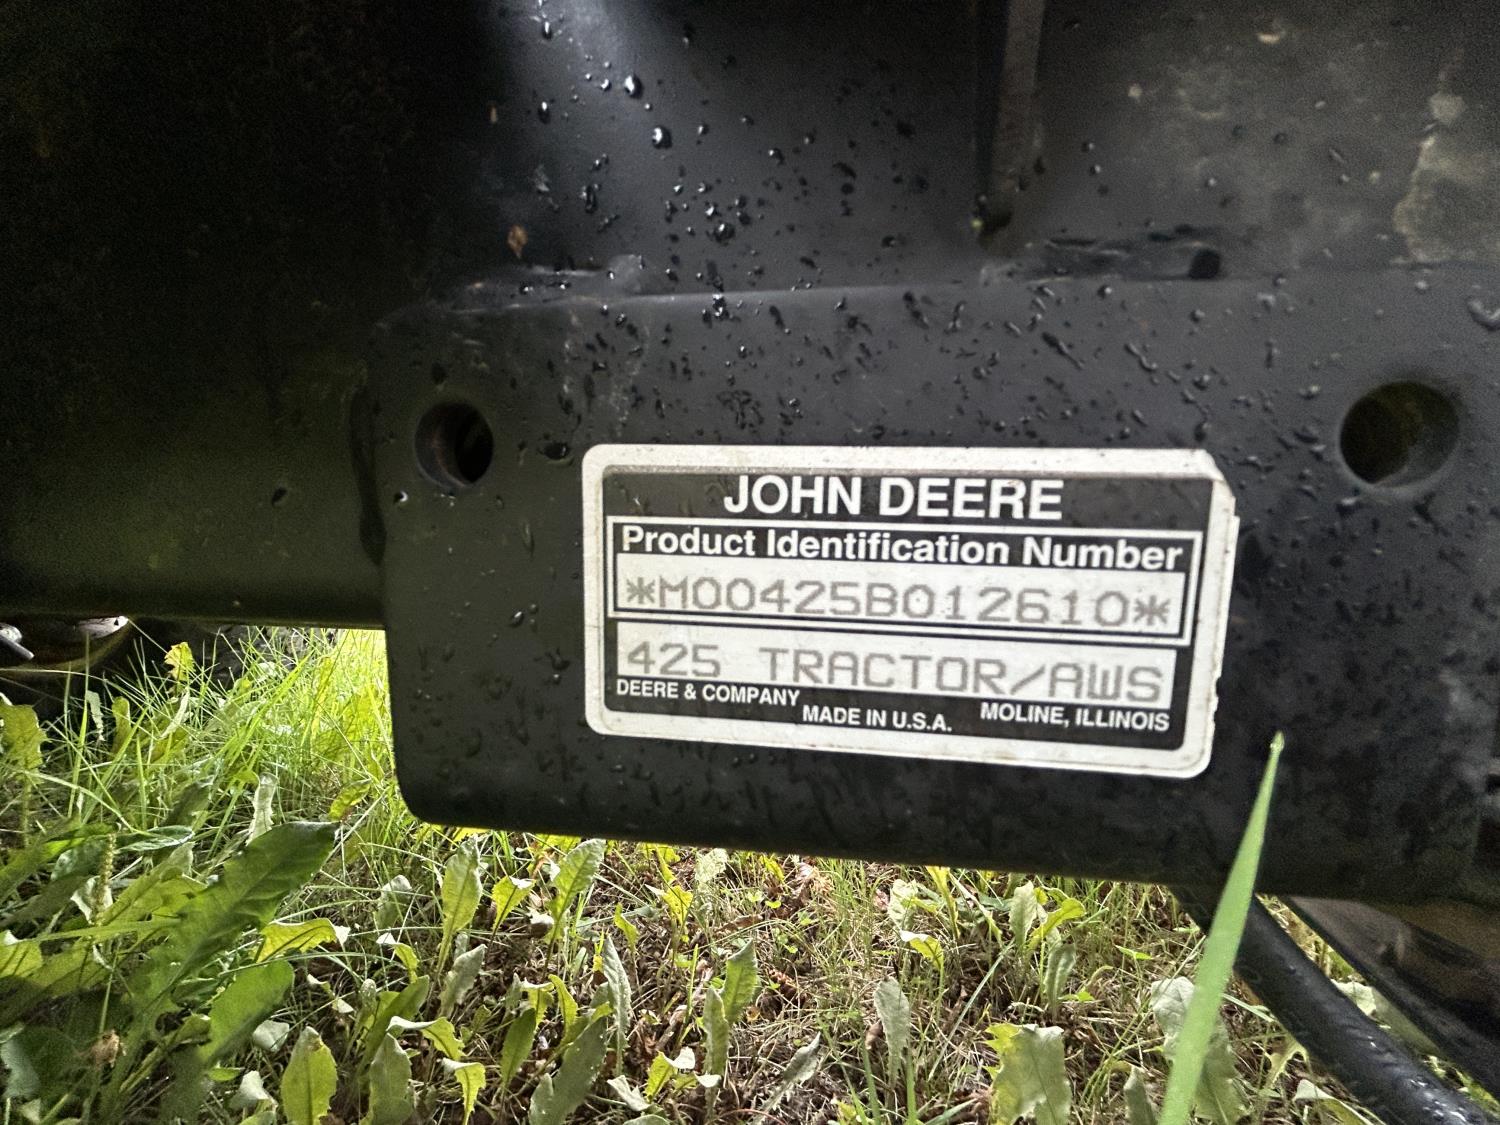 JOHN DEERE
Product Identification Number
*M00425B012610*
425 TRACTOR/AWS
DEERE & COMPANY MOLINE, ILLINOIS
MADE IN U.S.A.